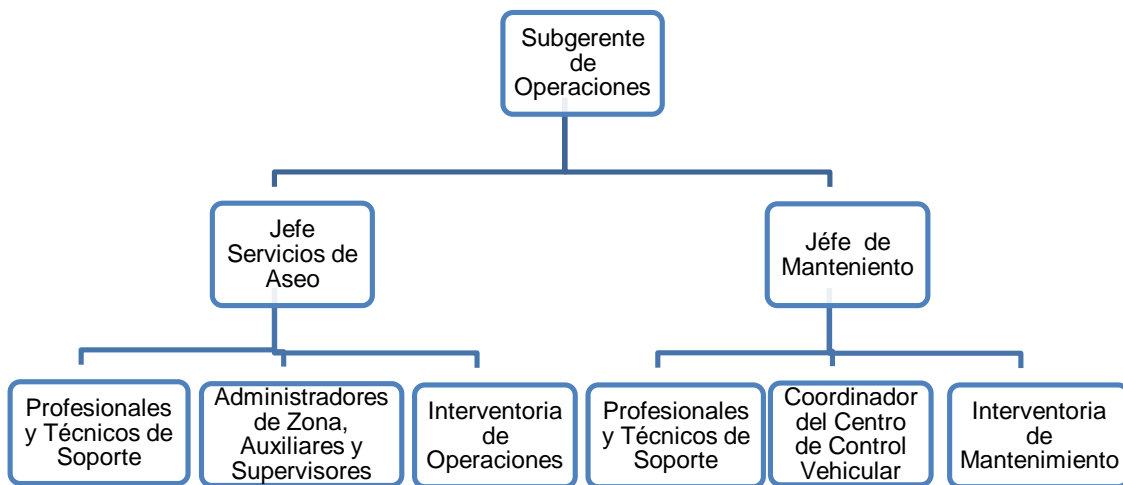 Subgerente
de
Operaciones
Jefe
Servicios de
Aseo
Jéfe de
Manteniento
Profesionales
y Técnicos de
Soporte
Administradores
de Zona,
Auxiliares y
Supervisores
Interventoria
de
Operaciones
Profesionales
y Técnicos de
Soporte
Coordinador
del Centro
de Control
Vehicular
Interventoria
de
Mantenimiento